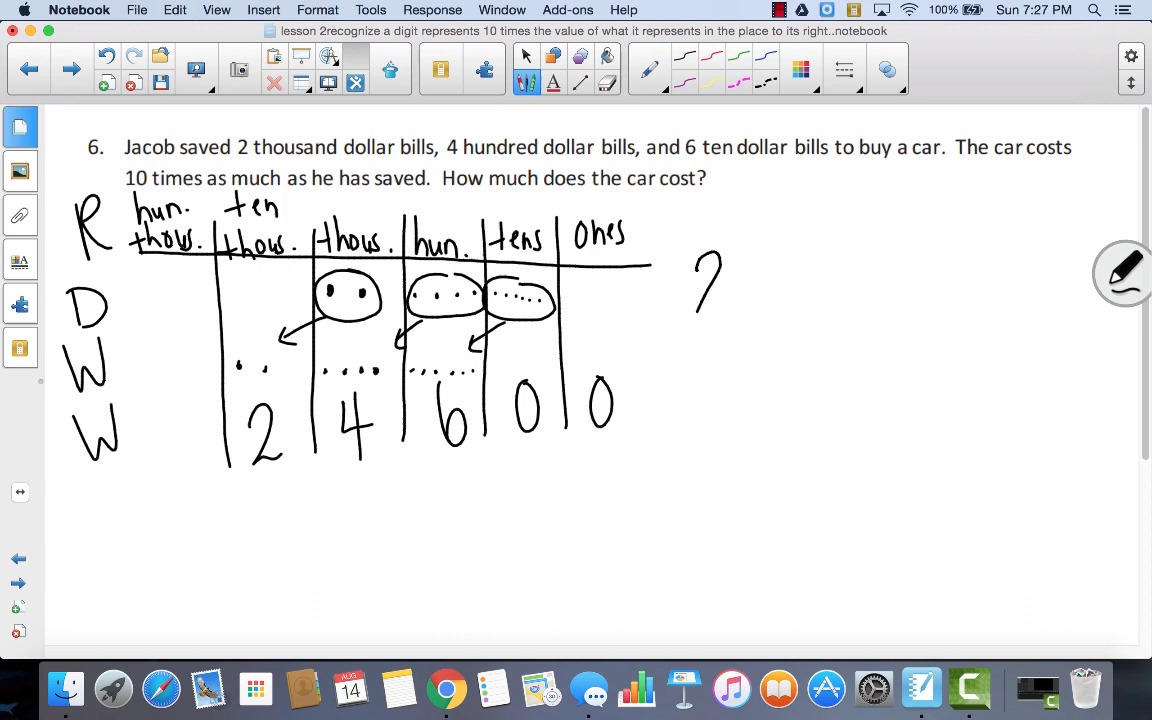 Notebook File Edit View Insert Format Tools Response Window Add-ons Help 100% Sun 7:27 PM
lesson 2recognize a digit represents 10 times the value of what it represents in the place to its right..notebook
6. Jacob saved 2 thousand dollar bills, 4 hundred dollar bills, and 6 ten dollar bills to buy a car. The car costs
10 times as much as he has saved. How much does the car cost?
R hun. ten
thous. thous. thous. hun. tens ones
D ?
W
W 2 4 6 0 0
AUG
14